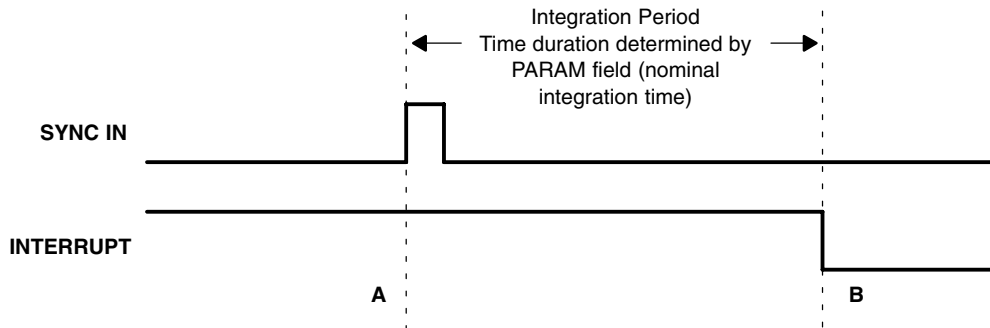 Integration Period
Time duration determined by
PARAM field (nominal
integration time)
SYNC IN
INTERRUPT
A
B